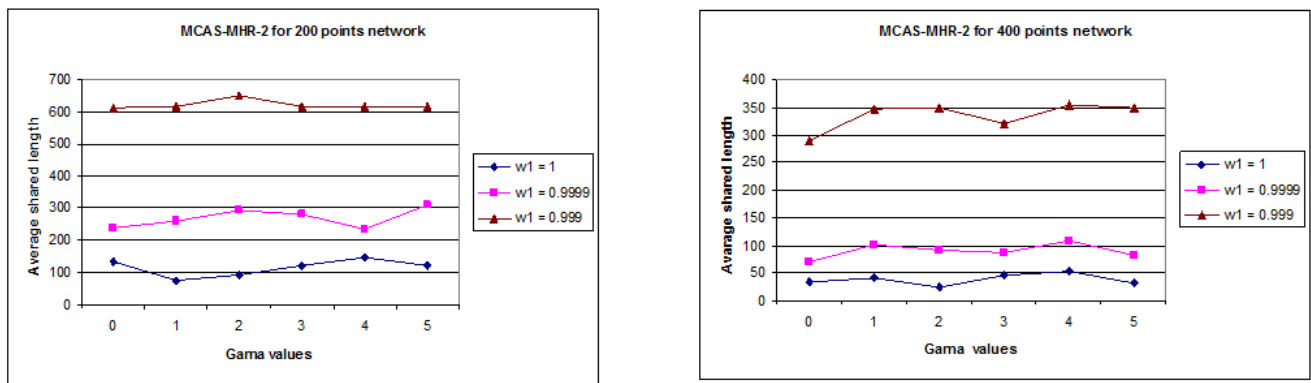 MCAS-MHR-2 for 200 points network
700
600
500
400
300
200
100
0
Average shared length
0 1 2 3 4 5
Gama values
w1 = 1
w1 = 0.9999
w1 = 0.999
MCAS-MHR-2 for 400 points network
400
350
300
250
200
150
100
50
0
Avarage shared length
0 1 2 3 4 5
Gama values
w1 = 1
w1 = 0.9999
w1 = 0.999